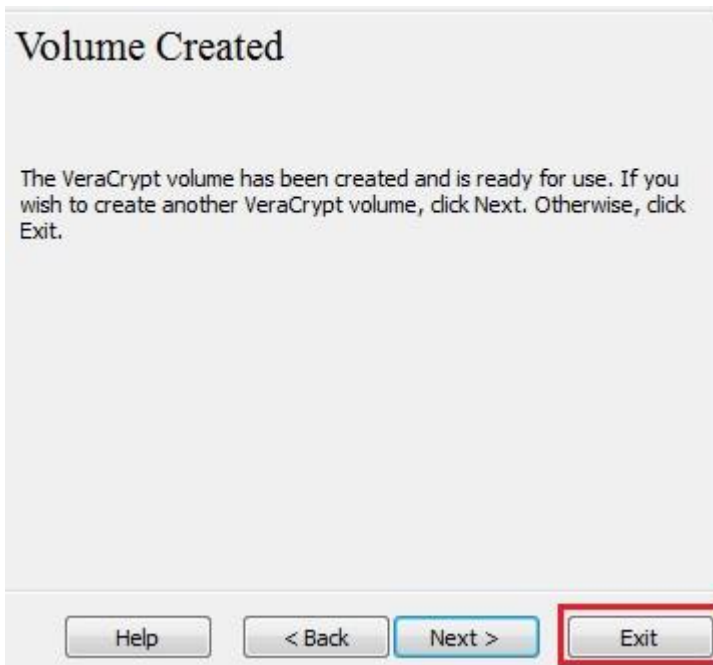 Volume Created
The VeraCrypt volume has been created and is ready for use. If you
wish to create another VeraCrypt volume, click Next. Otherwise, click
Exit.
Help
< Back
Next >
Exit